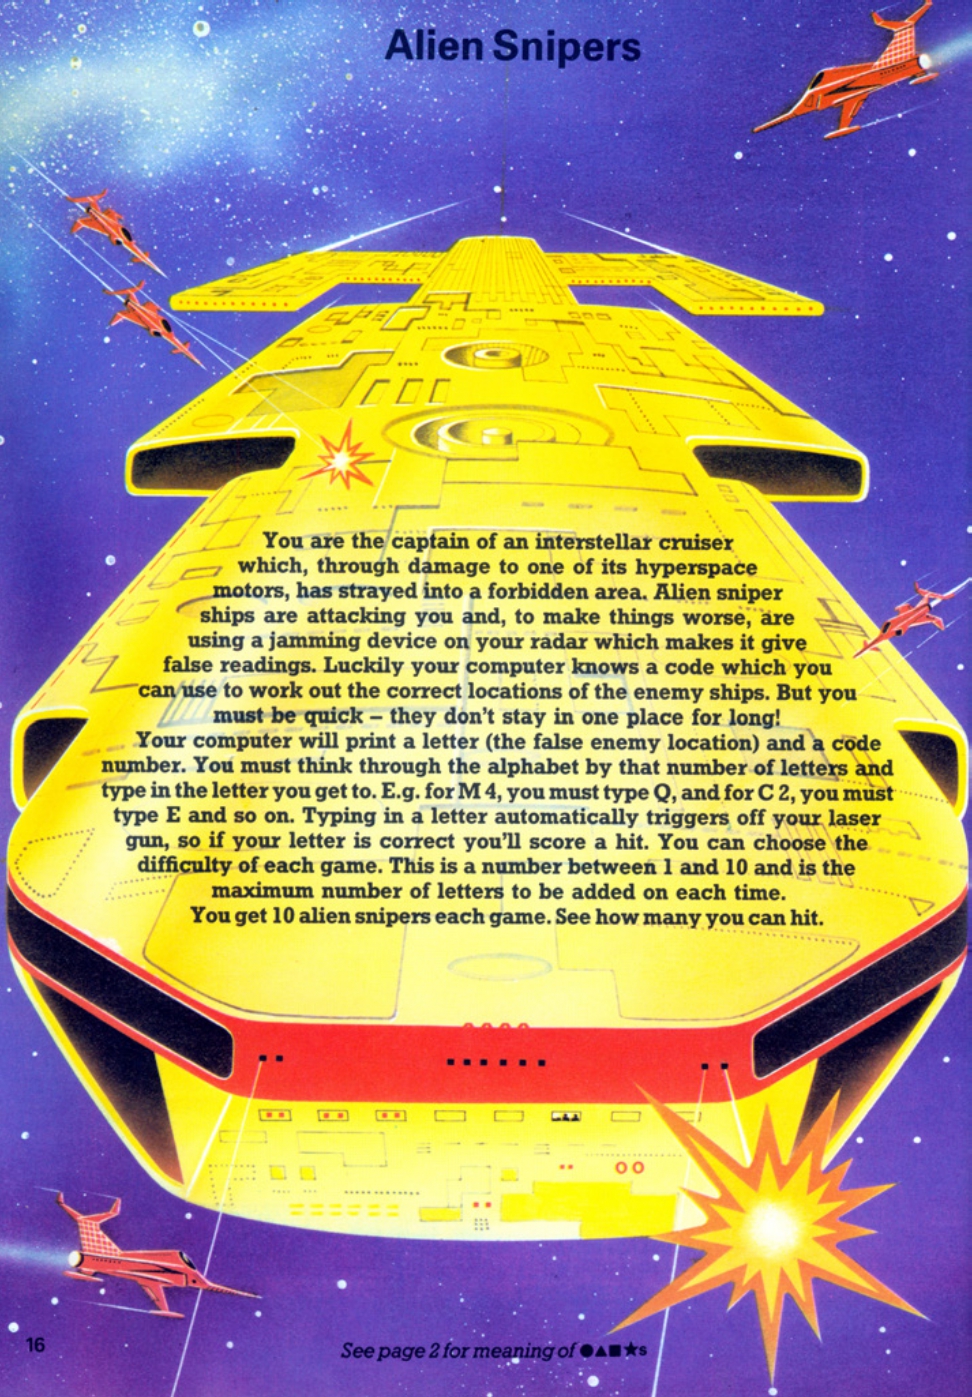 Alien Snipers
You are the captain of an interstellar cruiser
which, through damage to one of its hyperspace
motors, has strayed into a forbidden area. Alien sniper
ships are attacking you and, to make things worse, are
using a jamming device on your radar which makes it give
false readings. Luckily your computer knows a code which you
can use to work out the correct locations of the enemy ships. But you
must be quick – they don't stay in one place for long!
Your computer will print a letter (the false enemy location) and a code
number. You must think through the alphabet by that number of letters and
type in the letter you get to. E.g. for M 4, you must type Q, and for C 2, you must
type E and so on. Typing in a letter automatically triggers off your laser
gun, so if your letter is correct you'll score a hit. You can choose the
difficulty of each game. This is a number between 1 and 10 and is the
maximum number of letters to be added on each time.
You get 10 alien snipers each game. See how many you can hit.
16
See page 2 for meaning of ●▲■★s